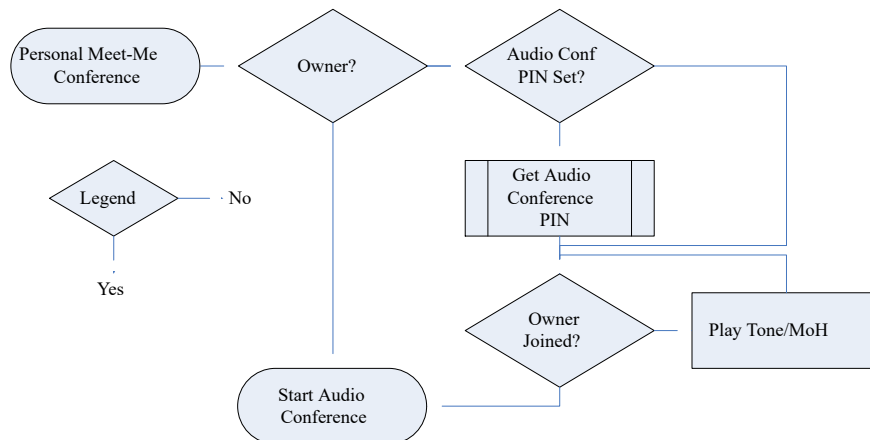 Personal Meet-Me
Conference
Owner?
Audio Conf
PIN Set?
Get Audio
Conference
PIN
Legend
No
Yes
Owner
Joined?
Play Tone/MoH
Start Audio
Conference